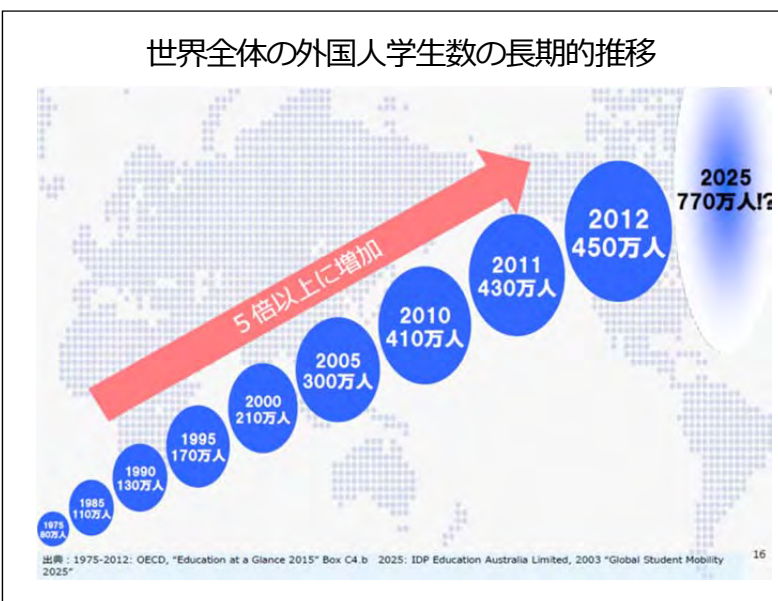 世界全体の外国人学生数の長期的推移
2025
770万人!?
2012
450万人
2011
430万人
2010
410万人
2005
300万人
2000
210万人
1995
170万人
1990
130万人
1985
110万人
1975
80万人
5倍以上に増加
出典：1975-2012: OECD, "Education at a Glance 2015" Box C4.b 2025: IDP Education Australia Limited, 2003 "Global Student Mobility
2025"
16